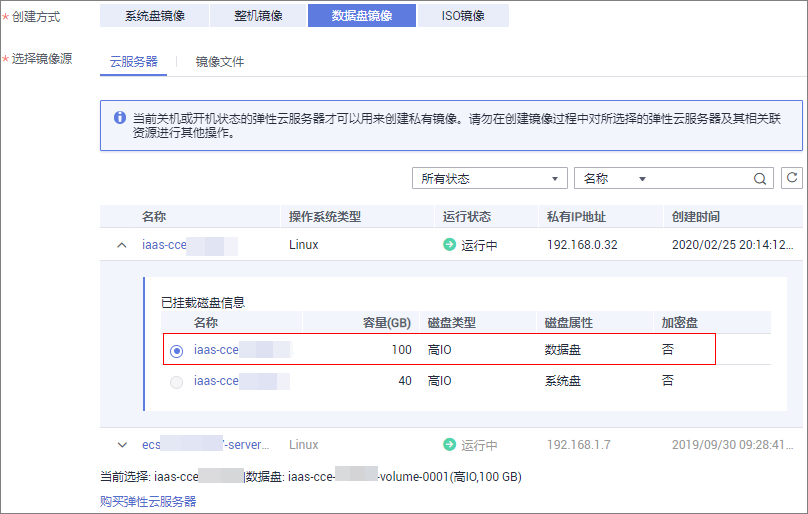 * 创建方式 系统盘镜像 整机镜像 数据盘镜像 ISO镜像
* 选择镜像源 云服务器 镜像文件
当前关机或开机状态的弹性云服务器才可以用来创建私有镜像。请勿在创建镜像过程中对所选择的弹性云服务器及其相关联
资源进行其他操作。
所有状态 名称
名称 操作系统类型 运行状态 私有IP地址 创建时间
iaas-cce Linux 运行中 192.168.0.32 2020/02/25 20:14:12...
已挂载磁盘信息
名称 容量(GB) 磁盘类型 磁盘属性 加密盘
iaas-cce 100 高IO 数据盘 否
iaas-cce 40 高IO 系统盘 否
ecs -server... Linux 运行中 192.168.1.7 2019/09/30 09:28:41...
当前选择: iaas-cce |数据盘: iaas-cce- -volume-0001(高IO,100 GB)
购买弹性云服务器